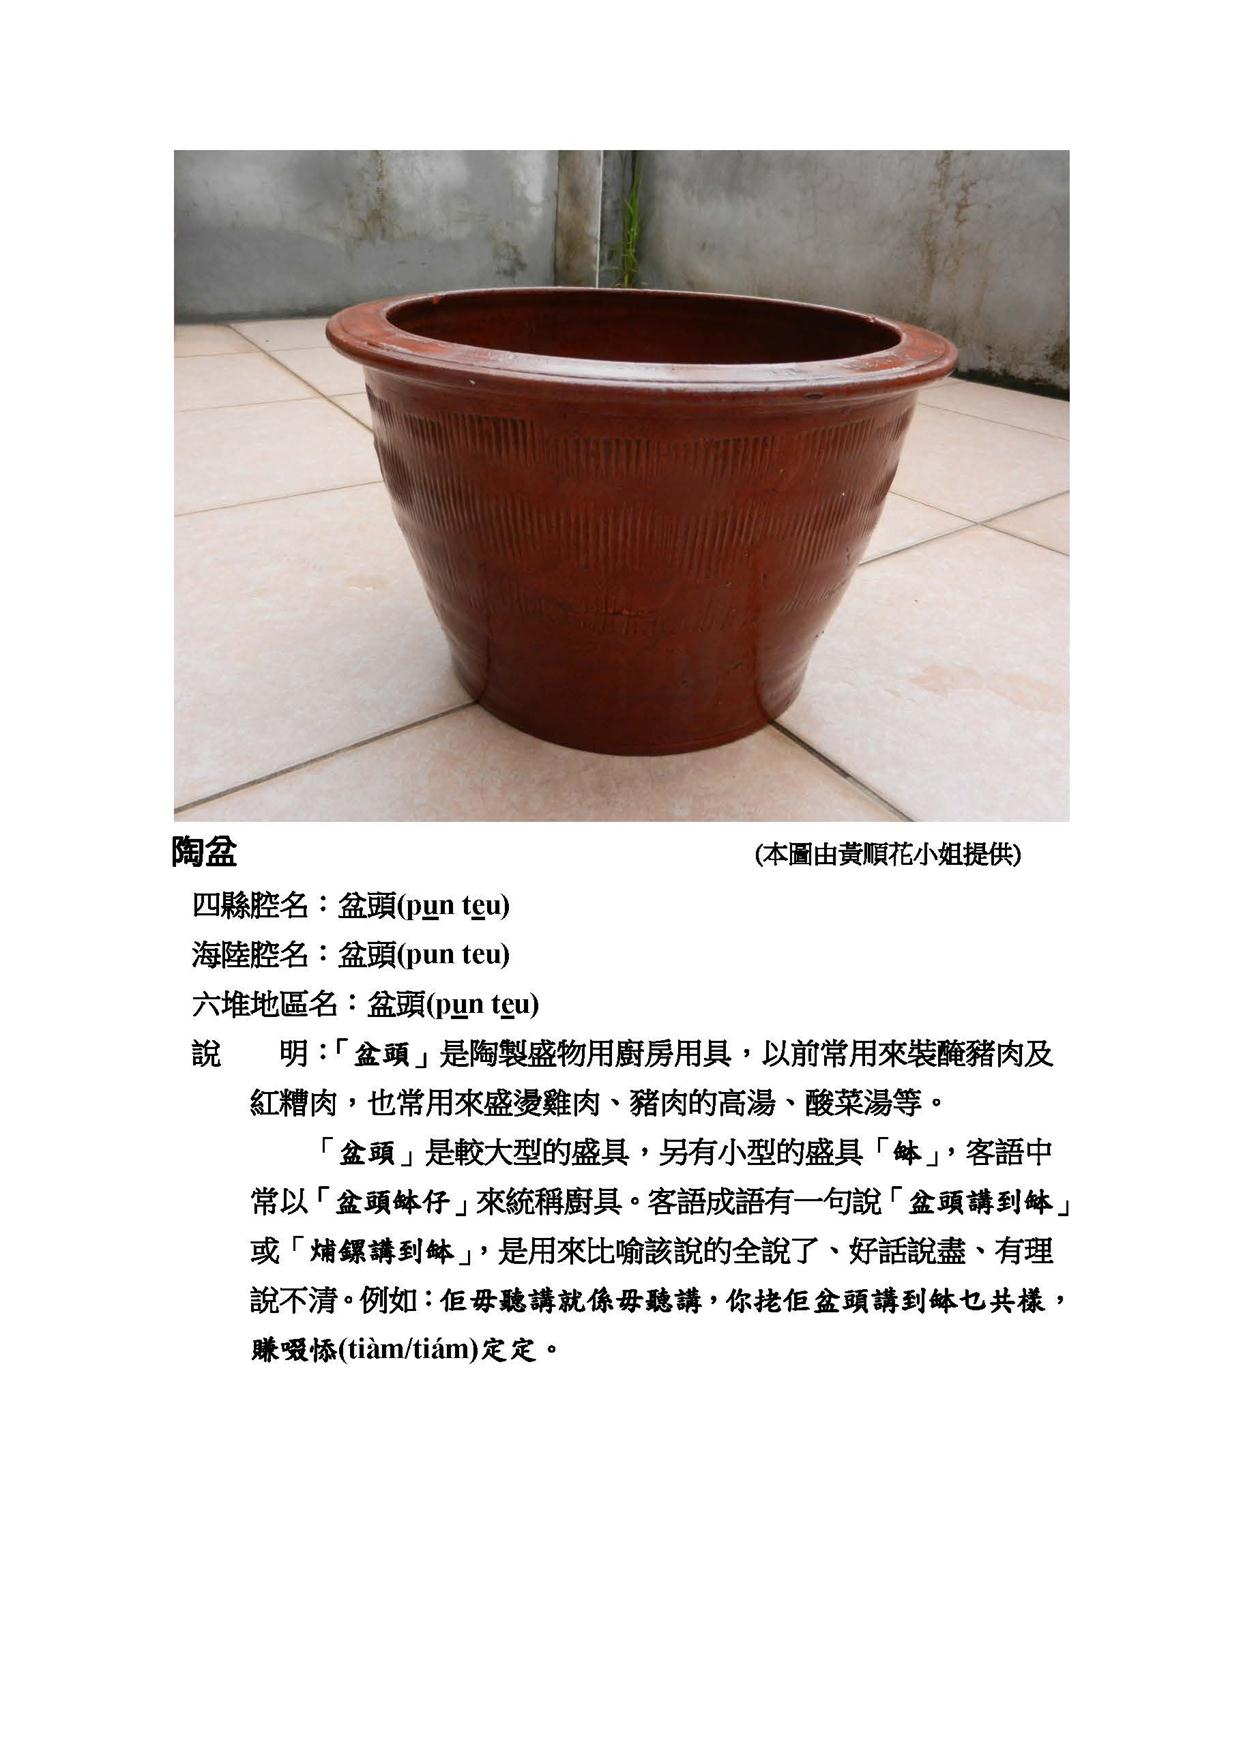 陶盆 (本圖由黃順花小姐提供)
四縣腔名：盆頭(pun teu)
海陸腔名：盆頭(pun teu)
六堆地區名：盆頭(pun teu)
說　　明：「盆頭」是陶製盛物用廚房用具，以前常用來裝醃豬肉及
紅糟肉，也常用來盛燙雞肉、豬肉的高湯、酸菜湯等。
「盆頭」是較大型的盛具，另有小型的盛具「缽」，客語中
常以「盆頭缽仔」來統稱廚具。客語成語有一句說「盆頭講到缽」
或「煏鏍講到缽」，是用來比喻該說的全說了、好話說盡、有理
說不清。例如：佢毋聽講就係毋聽講，你㧯佢盆頭講到缽乜共樣，
賺啜悿(tiàm/tiám)定定。